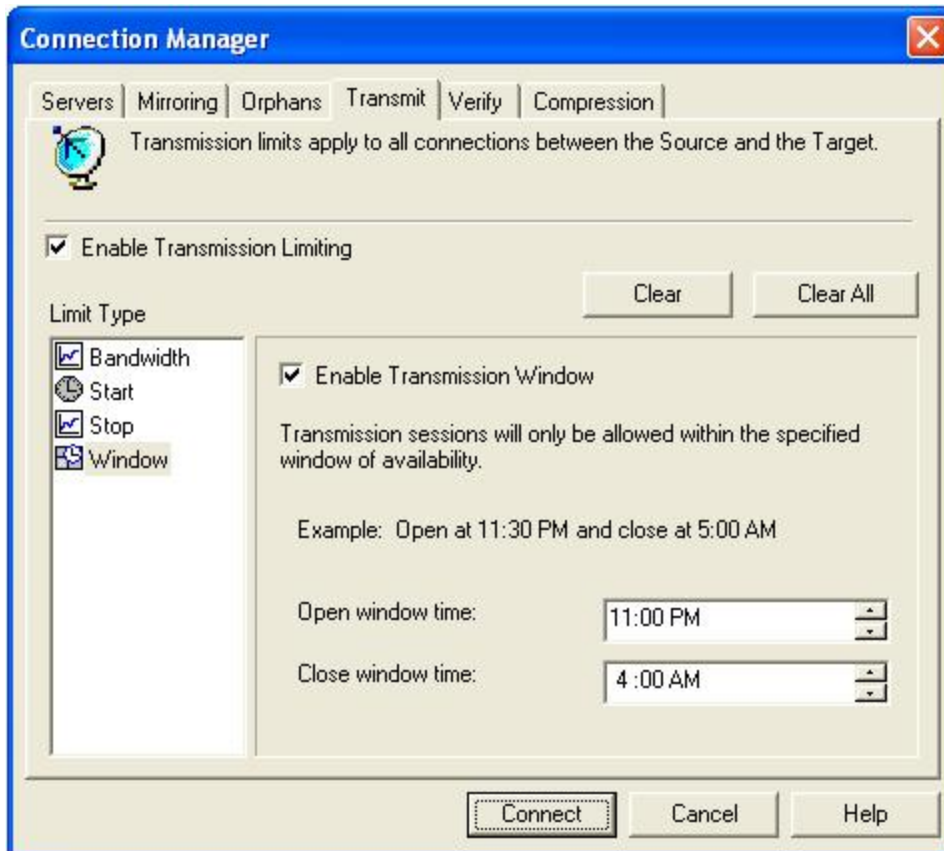 Connection Manager
Servers Mirroring Orphans Transmit Verify Compression
Transmission limits apply to all connections between the Source and the Target.
Enable Transmission Limiting
Clear Clear All
Limit Type
Bandwidth
Start
Stop
Window
Enable Transmission Window
Transmission sessions will only be allowed within the specified
window of availability.
Example: Open at 11:30 PM and close at 5:00 AM
Open window time: 11:00 PM
Close window time: 4 :00 AM
Connect Cancel Help